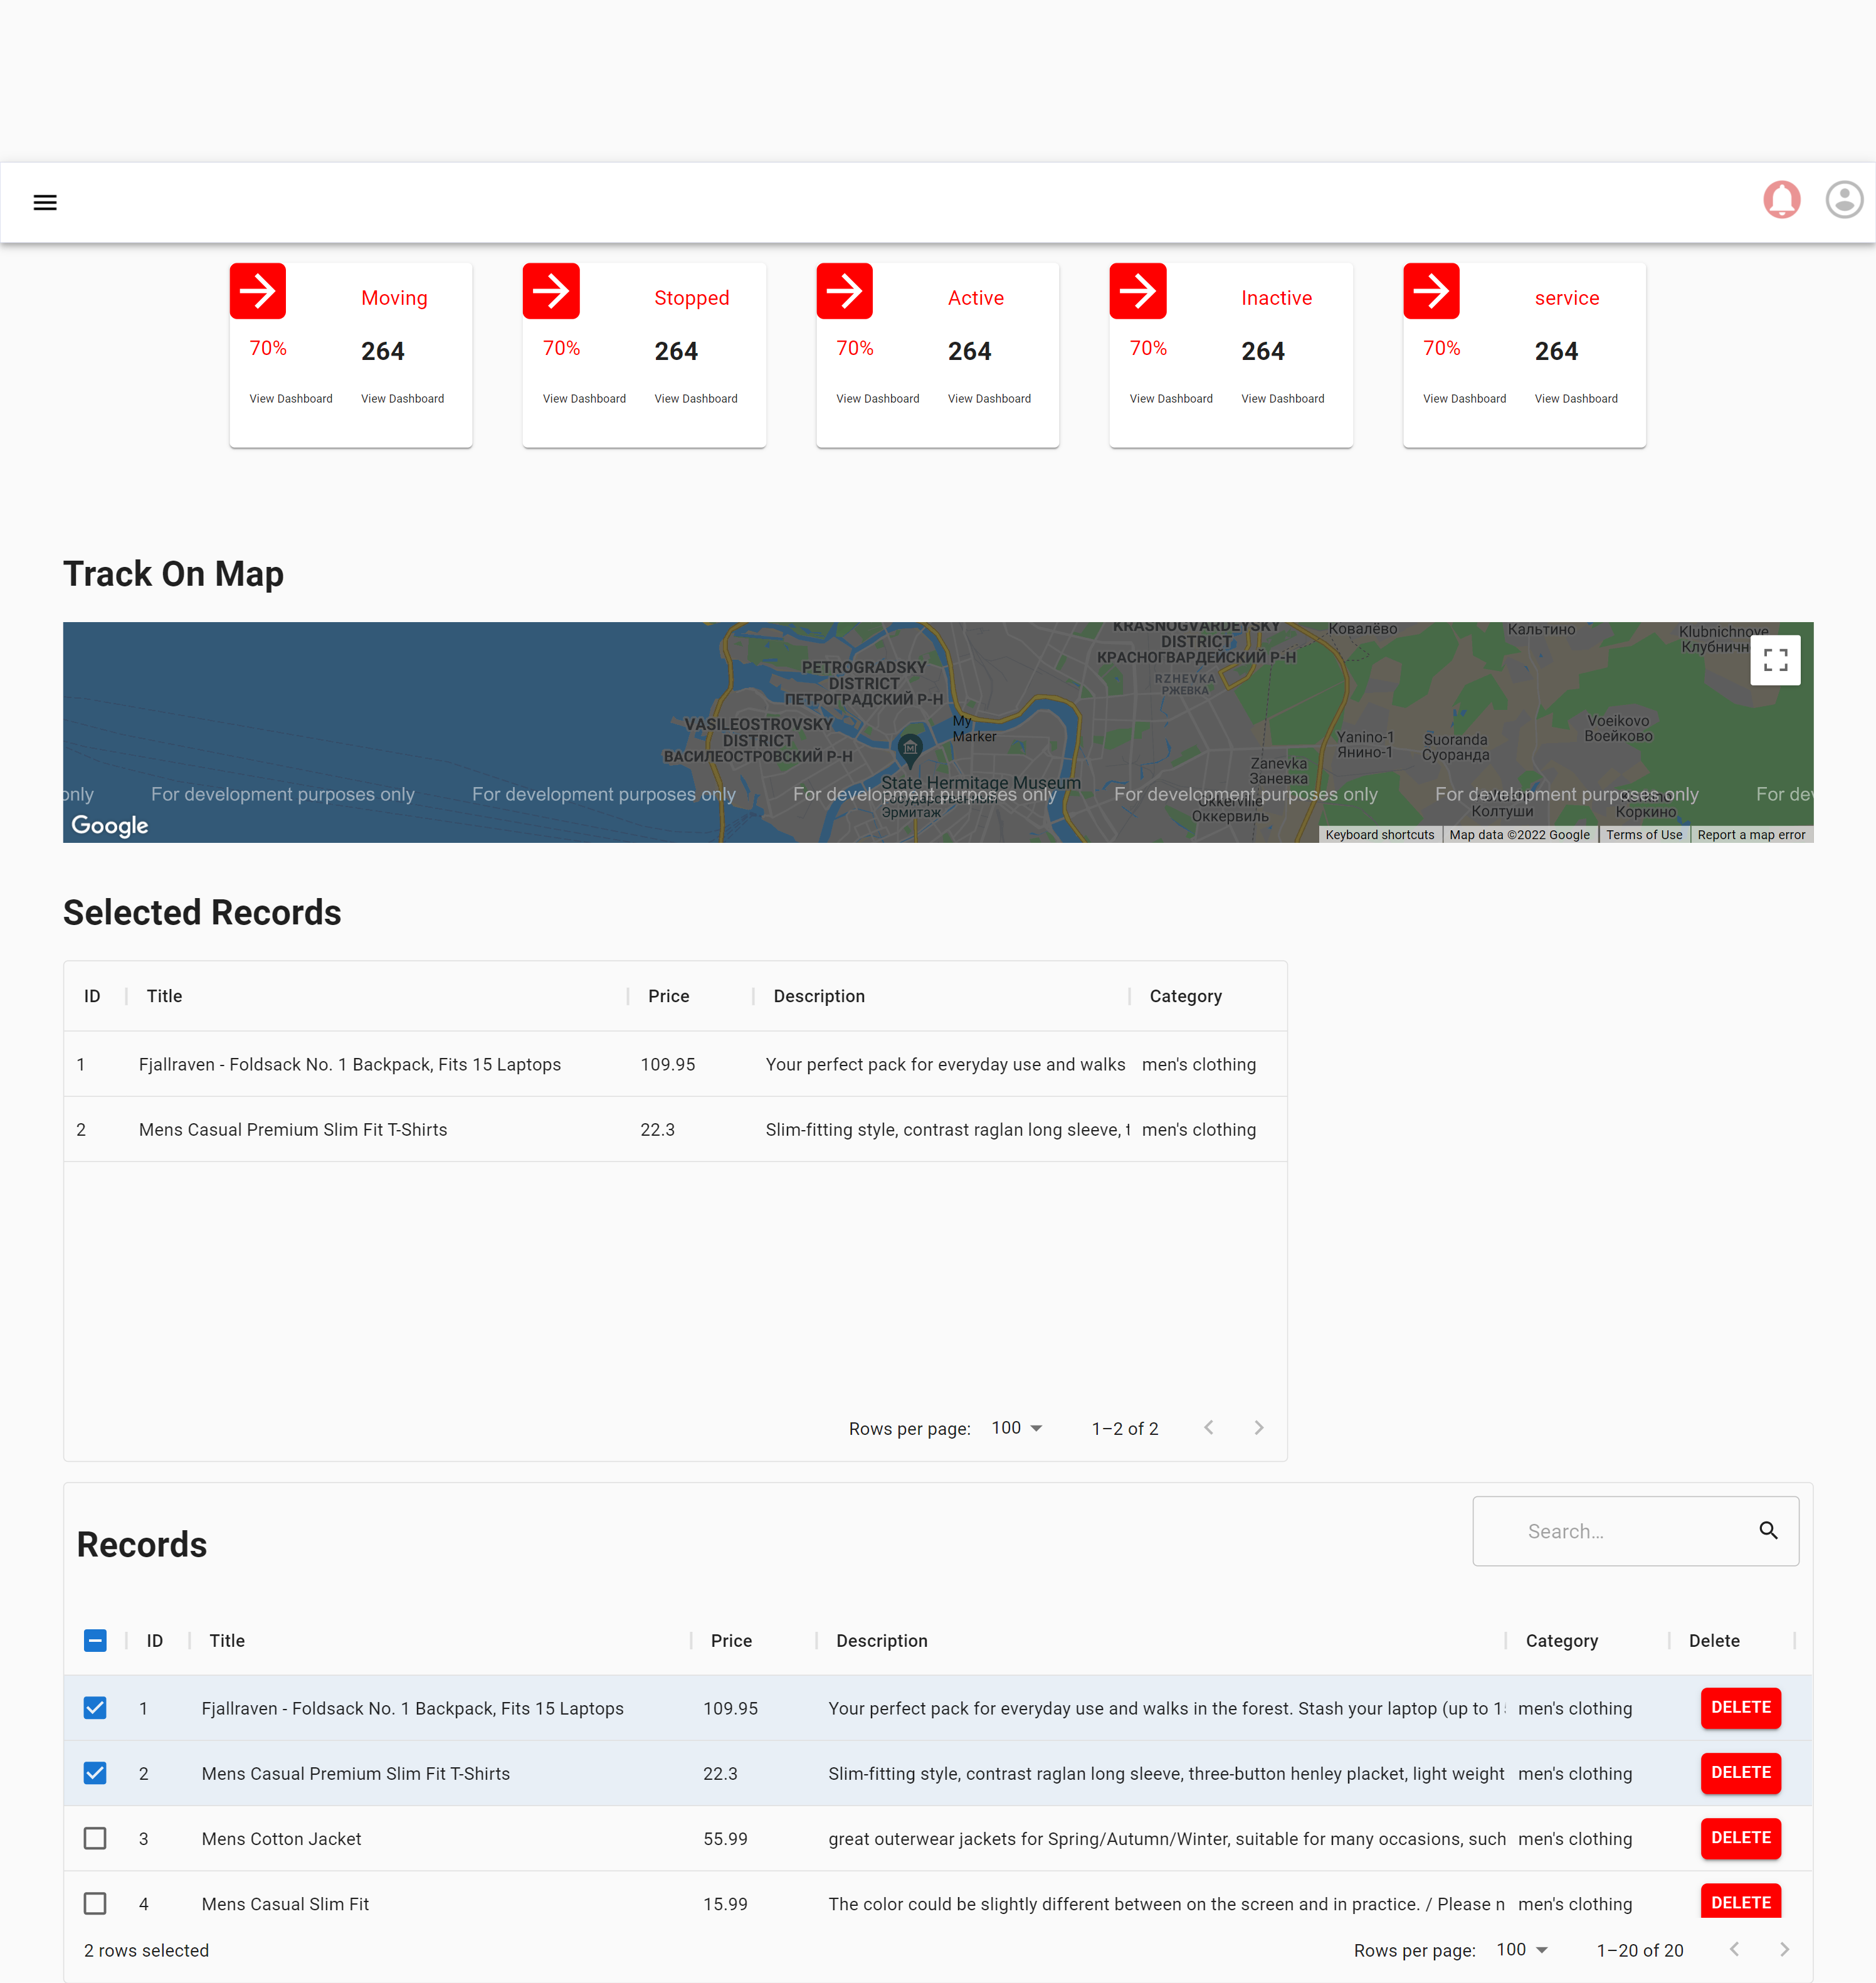 Moving
70%
264
View Dashboard
View Dashboard
Stopped
70%
264
View Dashboard
View Dashboard
Active
70%
264
View Dashboard
View Dashboard
Inactive
70%
264
View Dashboard
View Dashboard
service
70%
264
View Dashboard
View Dashboard
Track On Map
KRASNOGVARDEYSKY
DISTRICT
КРАСНОГВАРДЕЙСКИЙ Р-Н
Ковалёво
Кальтино
Klubnichnoye
PETROGRADSKY
DISTRICT
ПЕТРОГРАДСКИЙ Р-Н
RZHEVKA
РЖЕВКА
VASILEOSTROVSKY
DISTRICT
ВАСИЛЕОСТРОВСКИЙ Р-Н
My
Marker
Yanino-1
Янино-1
Suoranda
Суоранда
Voeikovo
Воейково
Zanevka
Заневка
State Hermitage Museum
Эрмитаж
Okkerville
Оккервиль
Колтуши
Коркино
only
For development purposes only
For development purposes only
For development purposes only
For development purposes only
For development purposes only
For dev
Google
Keyboard shortcuts
Map data ©2022 Google
Terms of Use
Report a map error
Selected Records
ID Title Price Description Category
1 Fjallraven - Foldsack No. 1 Backpack, Fits 15 Laptops 109.95 Your perfect pack for everyday use and walks men's clothing
2 Mens Casual Premium Slim Fit T-Shirts 22.3 Slim-fitting style, contrast raglan long sleeve, men's clothing
Rows per page: 100 1–2 of 2
Records
Search…
ID Title Price Description Category Delete
1 Fjallraven - Foldsack No. 1 Backpack, Fits 15 Laptops 109.95 Your perfect pack for everyday use and walks in the forest. Stash your laptop (up to men's clothing DELETE
2 Mens Casual Premium Slim Fit T-Shirts 22.3 Slim-fitting style, contrast raglan long sleeve, three-button henley placket, light weight men's clothing DELETE
3 Mens Cotton Jacket 55.99 great outerwear jackets for Spring/Autumn/Winter, suitable for many occasions, such men's clothing DELETE
4 Mens Casual Slim Fit 15.99 The color could be slightly different between on the screen and in practice. / Please n men's clothing DELETE
2 rows selected
Rows per page: 100 1–20 of 20